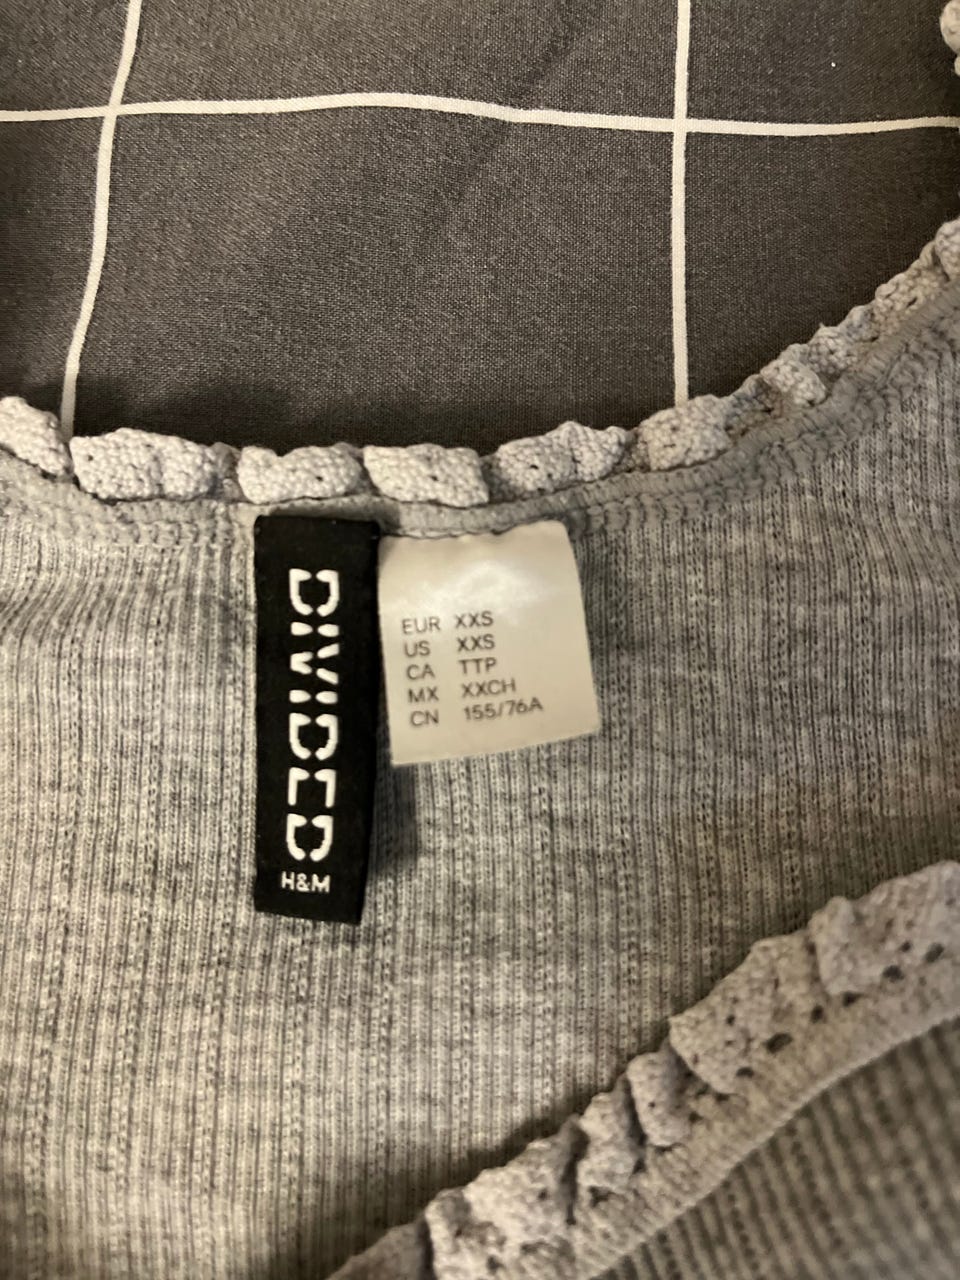 DIVIDED
H&M
EUR XXS
US XXS
CA TTP
MX XXCH
CN 155/76A